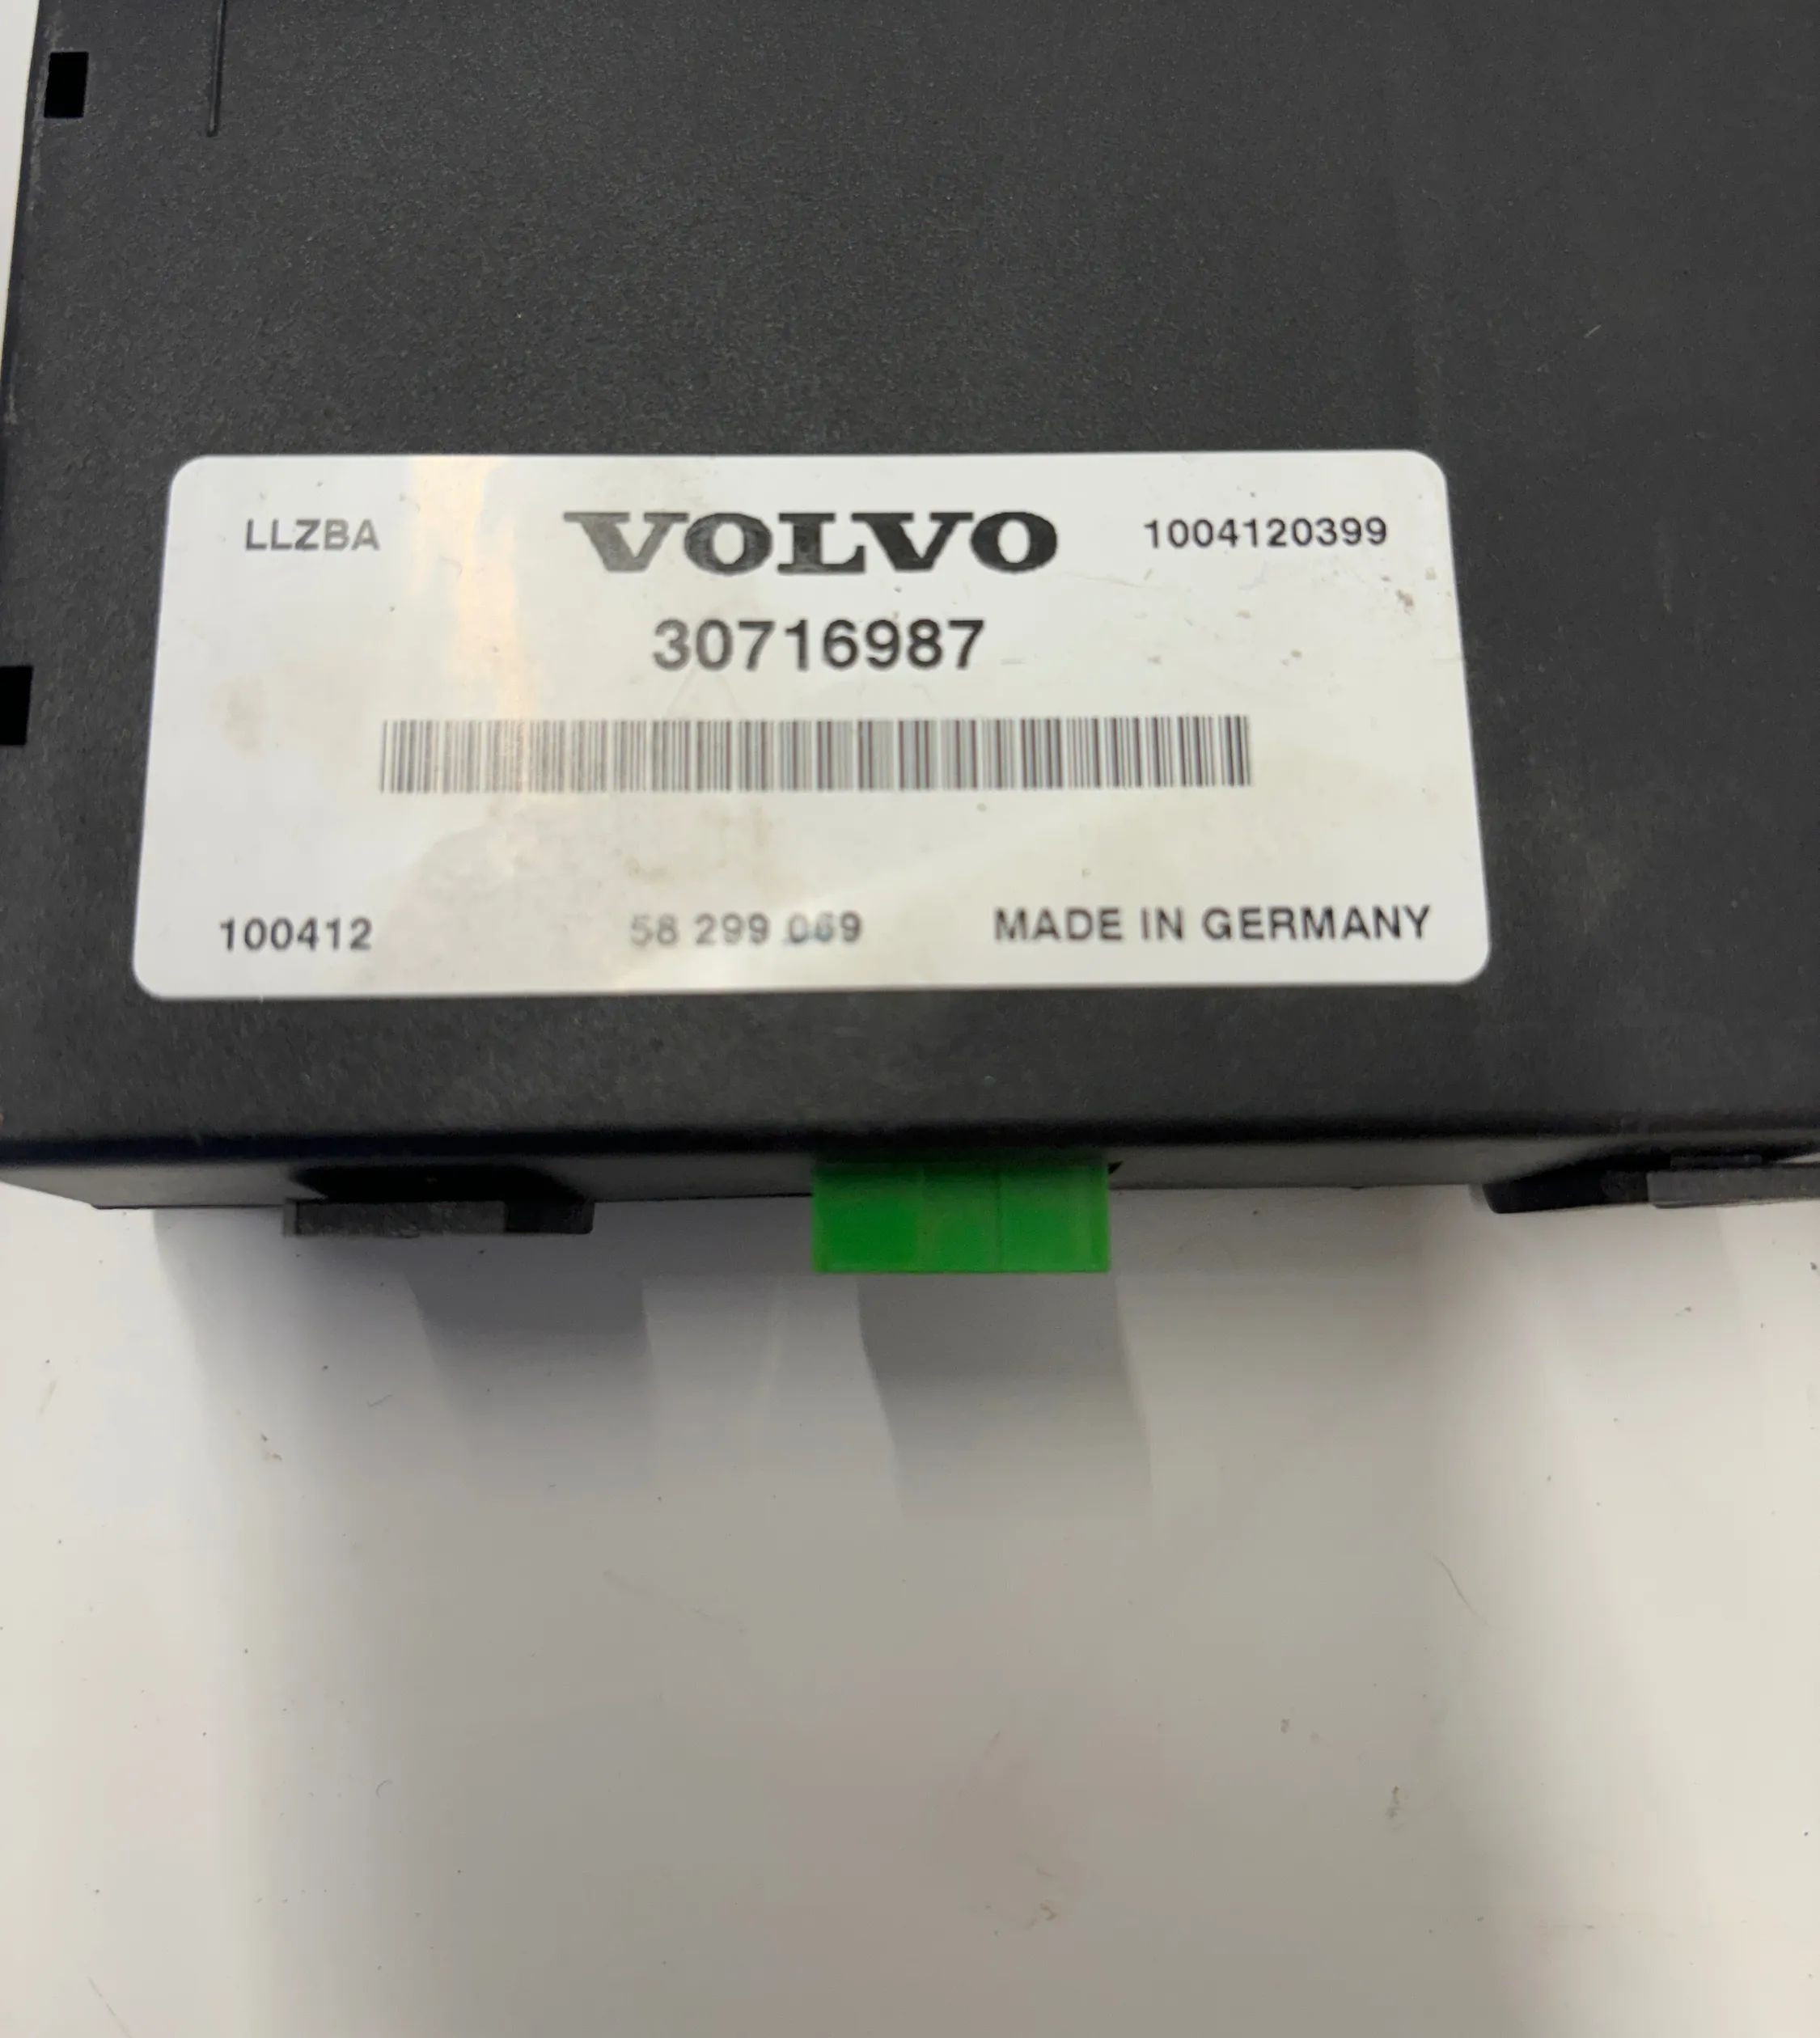 LLZBA VOLVO 1004120399
30716987
100412 58 299 069 MADE IN GERMANY